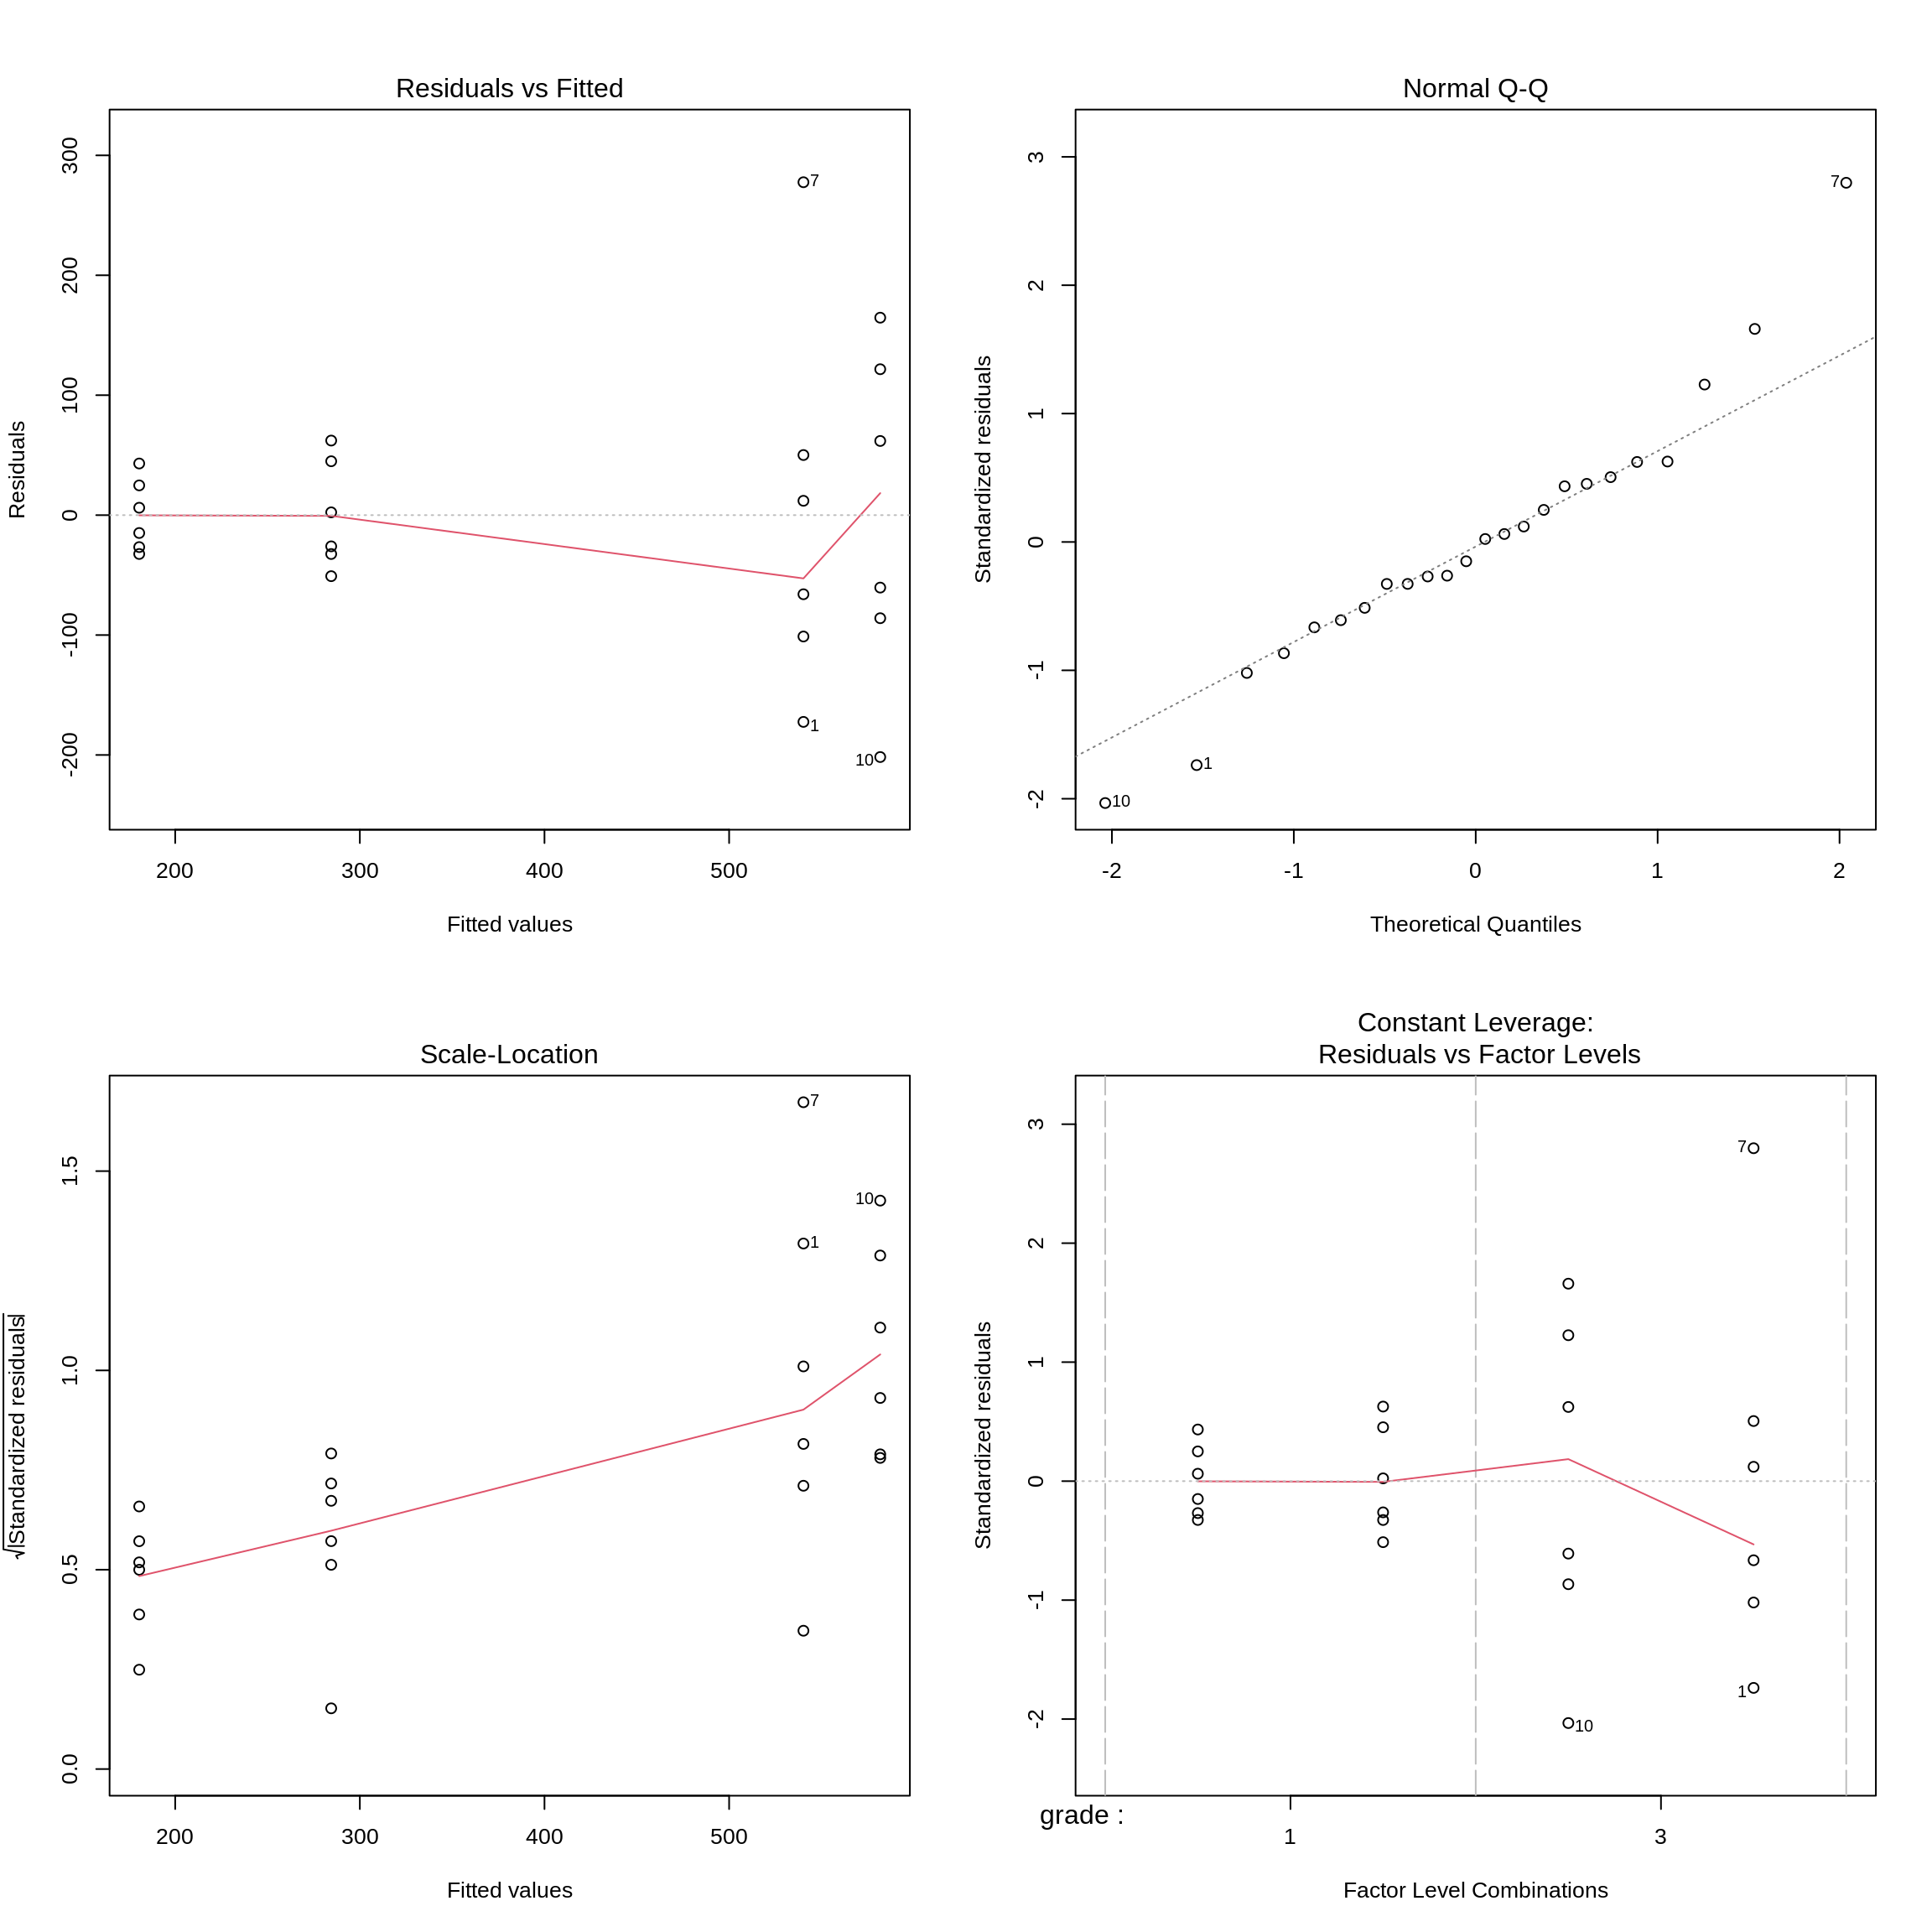 Residuals vs Fitted
Residuals
300
200
100
0
-100
-200
7
1
10
200 300 400 500
Fitted values
Normal Q-Q
Standardized residuals
3
2
1
0
-1
-2
7
1
10
-2 -1 0 1 2
Theoretical Quantiles
Scale-Location
√|Standardized residuals|
1.5
1.0
0.5
0.0
7
10
1
200 300 400 500
Fitted values
Constant Leverage:
Residuals vs Factor Levels
Standardized residuals
3
2
1
0
-1
-2
7
1
10
grade :
1 3
Factor Level Combinations